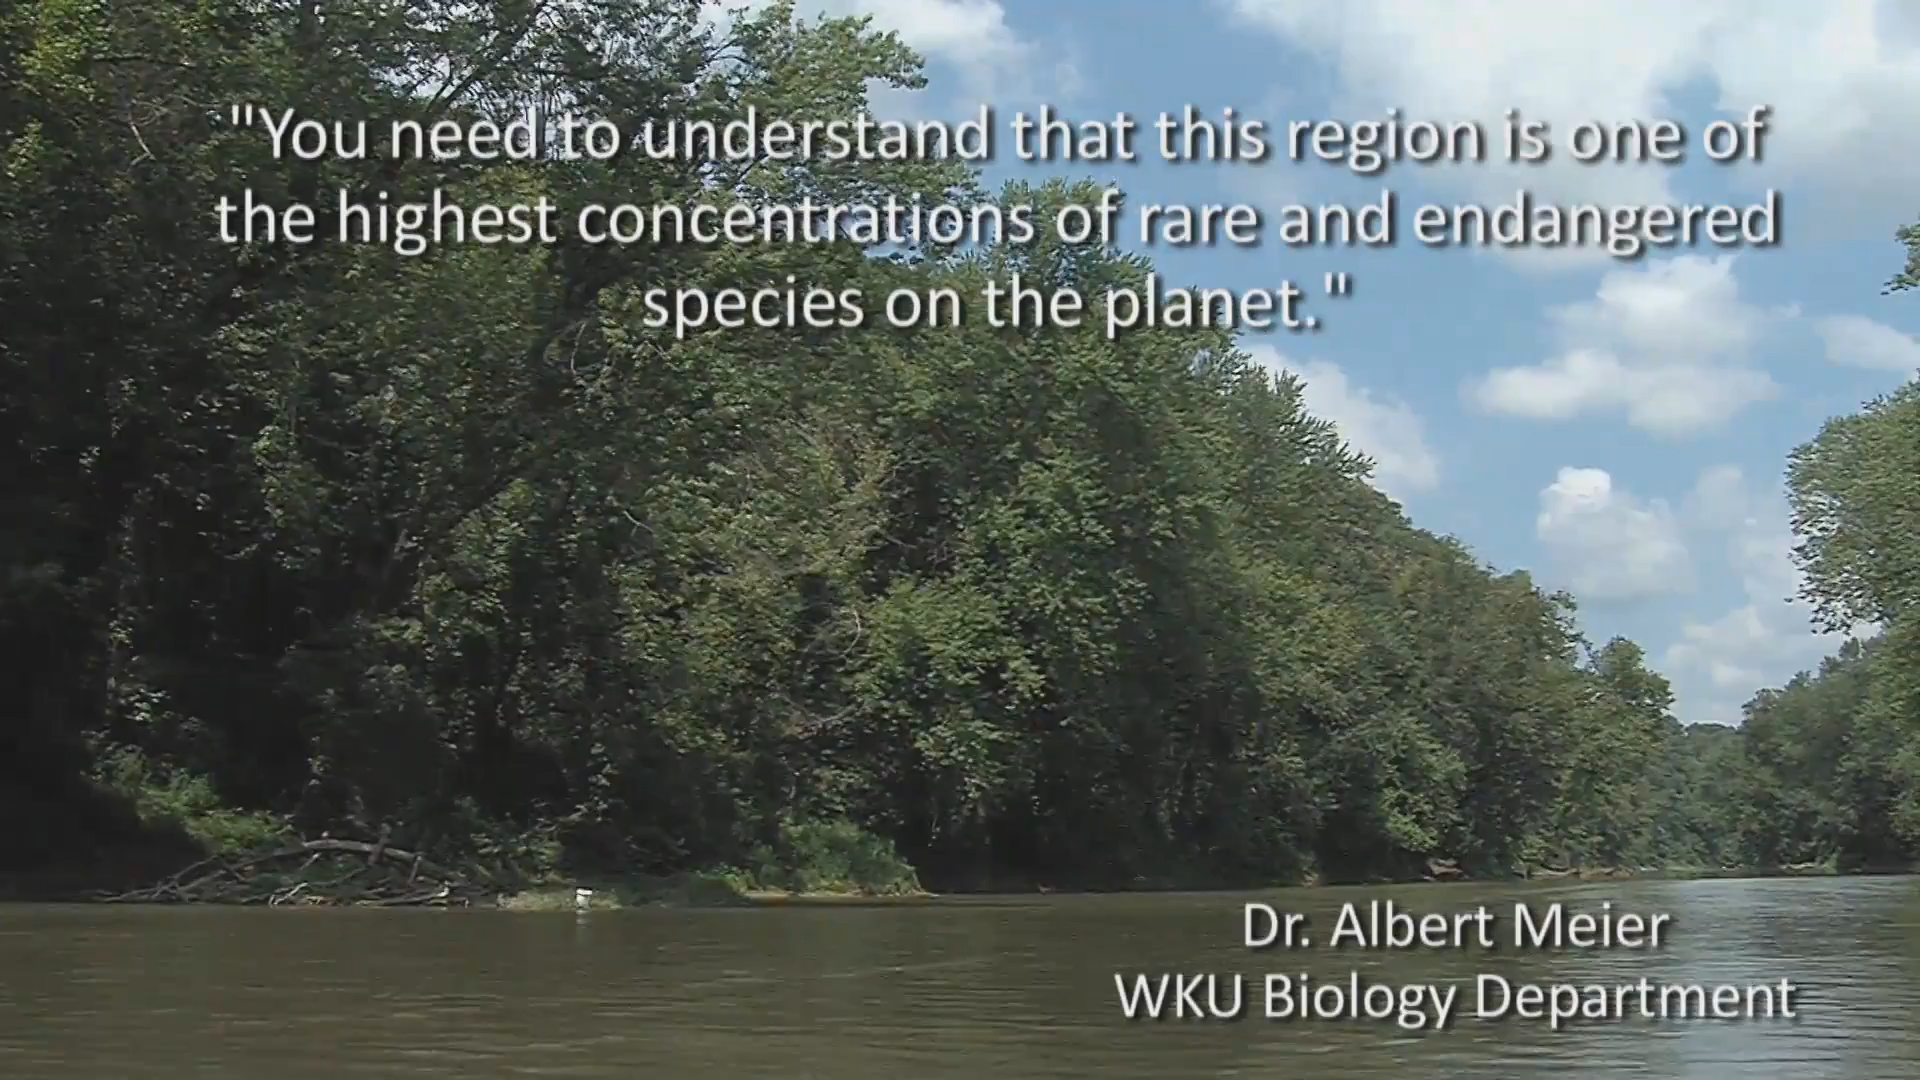 "You need to understand that this region is one of
the highest concentrations of rare and endangered
species on the planet."
Dr. Albert Meier
WKU Biology Department